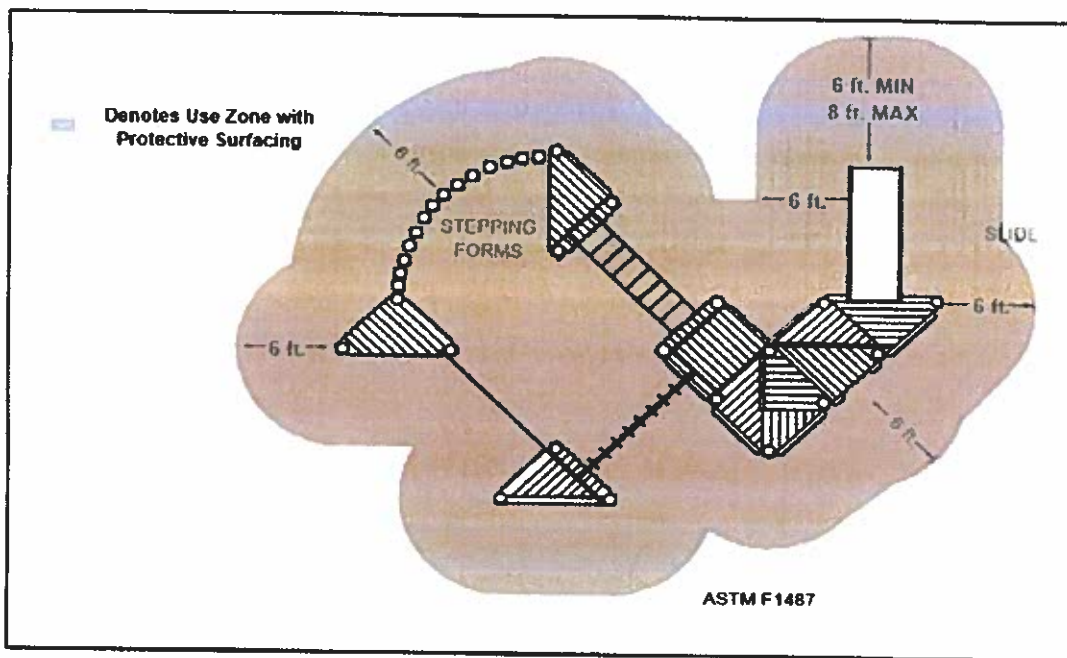 Denotes Use Zone with
Protective Surfacing
6 ft. MIN
8 ft. MAX
6 ft.
6 ft.
STEPPING
FORMS
SLIDE
6 ft.
6 ft.
6 ft.
ASTM F1487